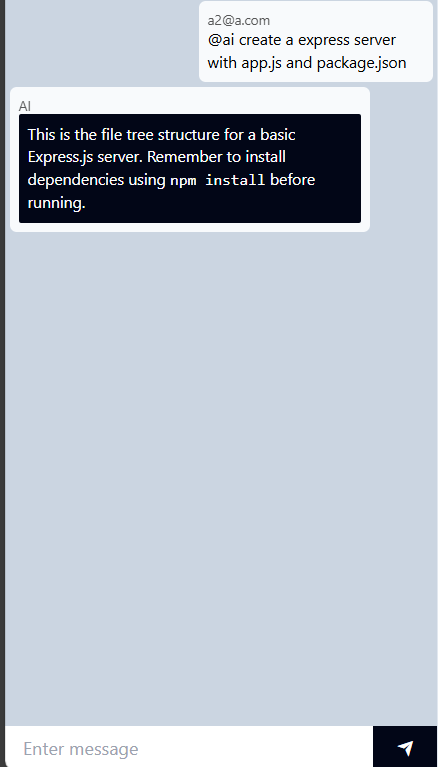 a2@a.com
@ai create a express server
with app.js and package.json
AI
This is the file tree structure for a basic
Express.js server. Remember to install
dependencies using npm install before
running.
Enter message